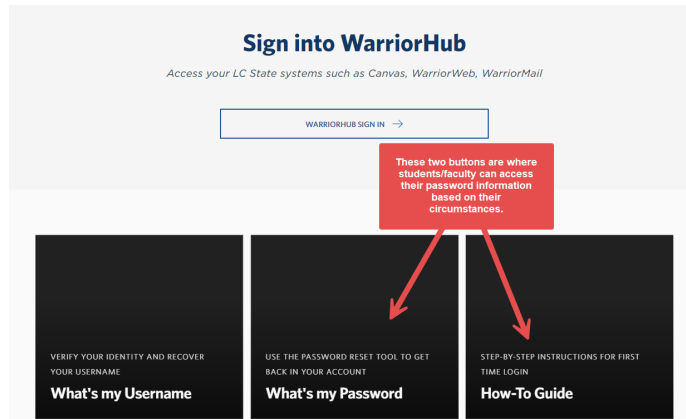 Sign into WarriorHub
Access your LC State systems such as Canvas, WarriorWeb, WarriorMail
WARRIORHUB SIGN IN →
These two buttons are where
students/faculty can access
their password information
based on their
circumstances.
VERIFY YOUR IDENTITY AND RECOVER
YOUR USERNAME
What's my Username
USE THE PASSWORD RESET TOOL TO GET
BACK IN YOUR ACCOUNT
What's my Password
STEP-BY-STEP INSTRUCTIONS FOR FIRST
TIME LOGIN
How-To Guide